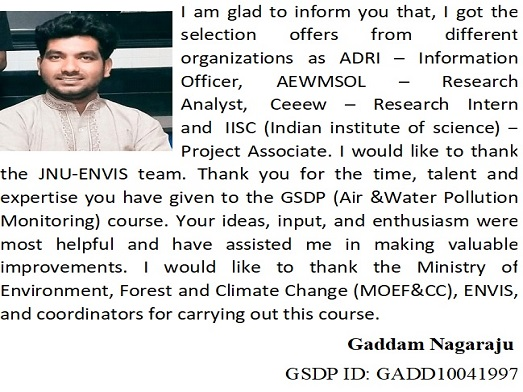 I am glad to inform you that, I got the
selection offers from different
organizations as ADRI – Information
Officer, AEWMSOL – Research
Analyst, Ceeew – Research Intern
and IISC (Indian institute of science) –
Project Associate. I would like to thank
the JNU-ENVIS team. Thank you for the time, talent and
expertise you have given to the GSDP (Air &Water Pollution
Monitoring) course. Your ideas, input, and enthusiasm were
most helpful and have assisted me in making valuable
improvements. I would like to thank the Ministry of
Environment, Forest and Climate Change (MOEF&CC), ENVIS,
and coordinators for carrying out this course.
Gaddam Nagaraju
GSDP ID: GADD10041997